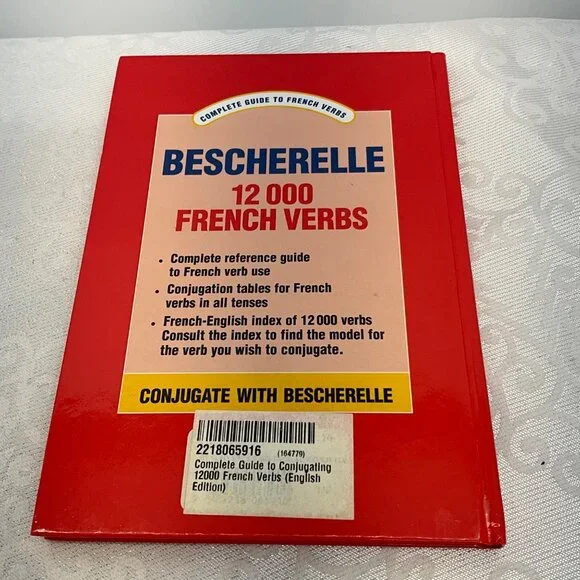 COMPLETE GUIDE TO FRENCH VERBS
BESCHERELLE
12 000
FRENCH VERBS
• Complete reference guide
to French verb use
• Conjugation tables for French
verbs in all tenses
• French-English index of 12 000 verbs
Consult the index to find the model for
the verb you wish to conjugate.
CONJUGATE WITH BESCHERELLE
2218065916 (164779)
Complete Guide to Conjugating
12000 French Verbs (English
Edition)